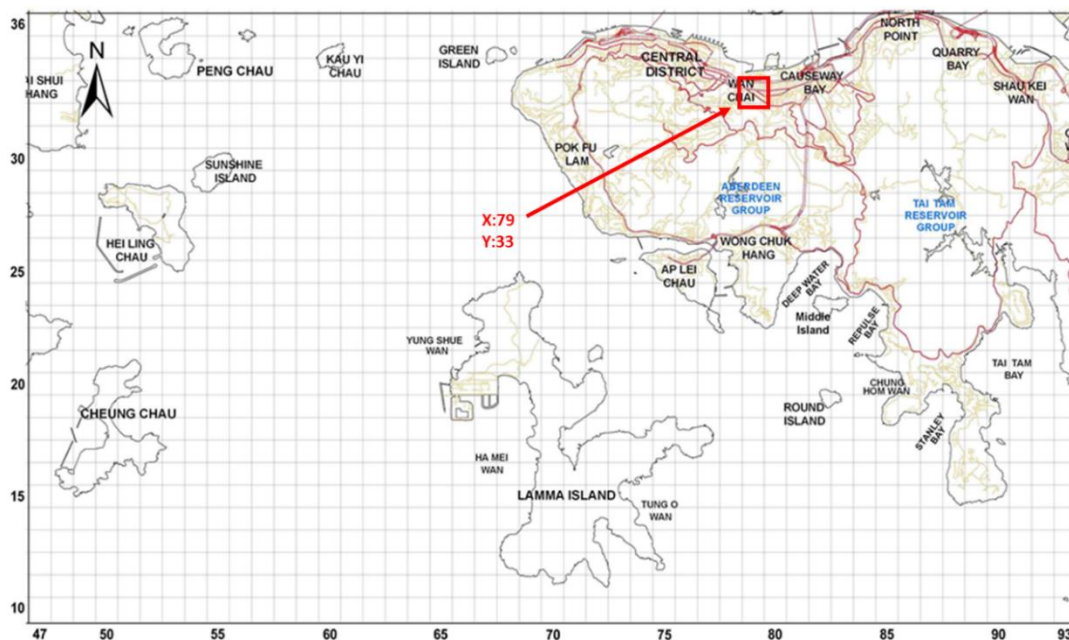 36
N
NORTH
POINT
GREEN
ISLAND
KAU YI
CHAU
PENG CHAU
CENTRAL
DISTRICT
QUARRY
BAY
CAUSEWAY
BAY
WAN
CHAI
SHAU KEI
WAN
SHUI
HANG
30
POK FU
LAM
SUNSHINE
ISLAND
ABERDEEN
RESERVOIR
GROUP
TAI TAM
RESERVOIR
GROUP
X:79
Y:33
HEI LING
CHAU
WONG CHUK
HANG
25
AP LEI
CHAU
DEEP WATER
BAY
Middle
Island
REPULSE
BAY
YUNG SHUE
WAN
TAI TAM
BAY
20
CHUNG
HOM WAN
CHEUNG CHAU
ROUND
ISLAND
STANLEY
BAY
HA MEI
WAN
15
LAMMA ISLAND
TUNG O
WAN
10
47 50 60 65 70 75 80 85 90 93